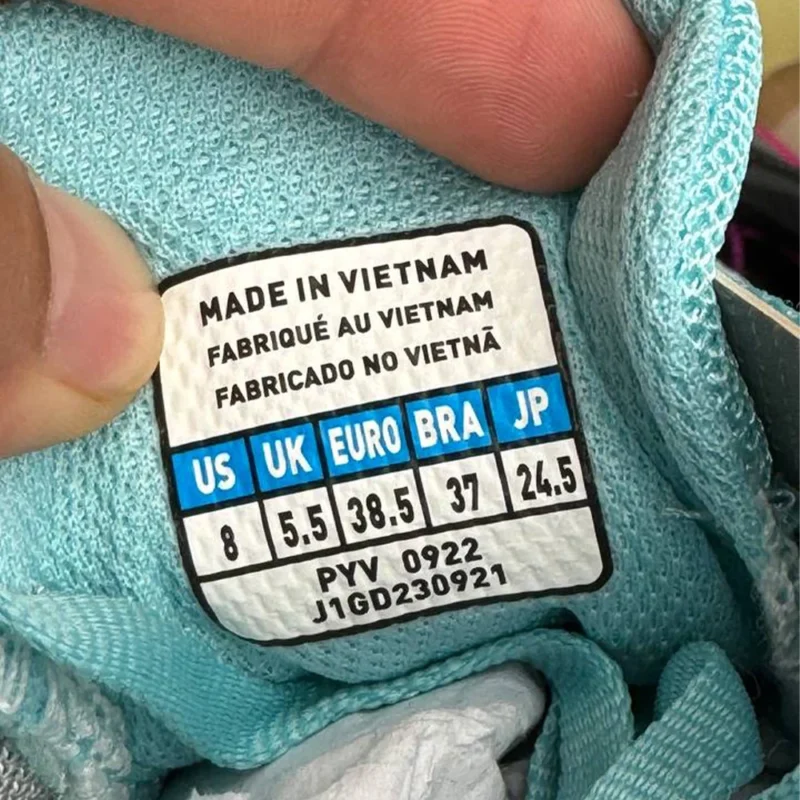 MADE IN VIETNAM
FABRIQUÉ AU VIETNAM
FABRICADO NO VIETNÃ
US UK EURO BRA JP
8 5.5 38.5 37 24.5
PYV 0922
J1GD230921